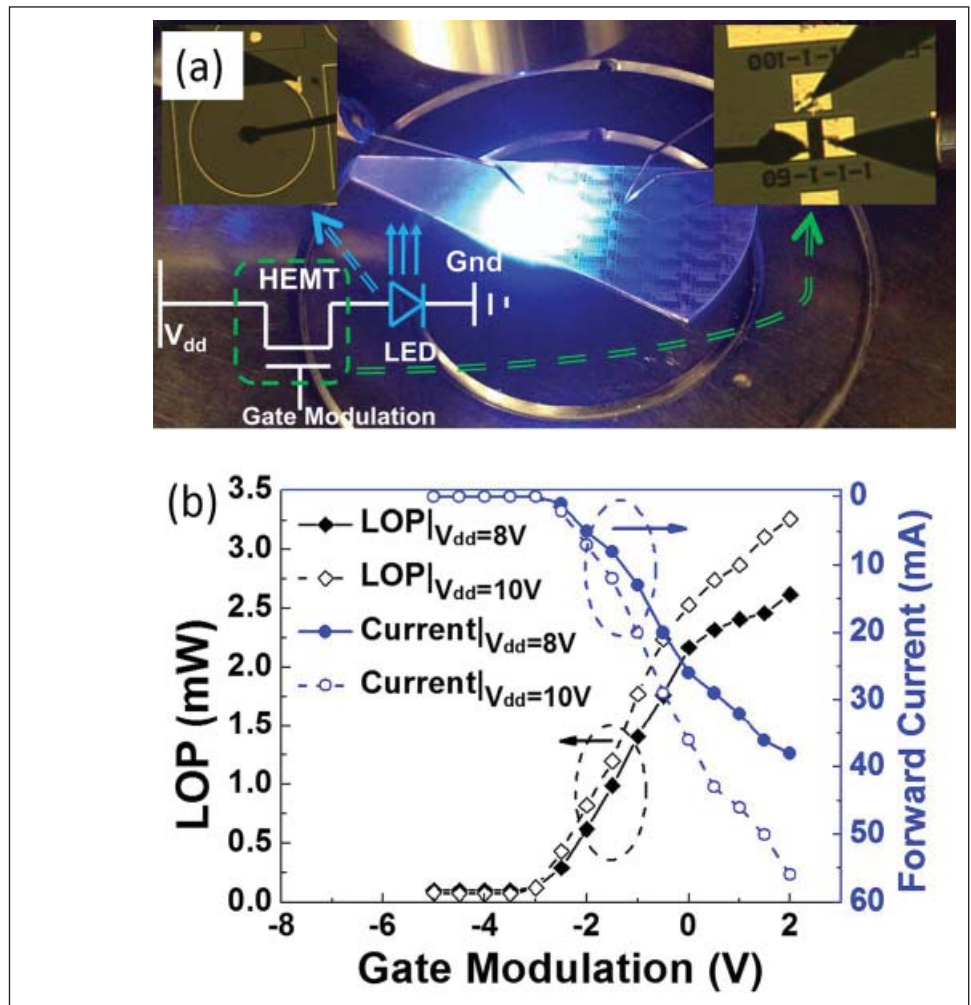 (a)
1-1-1-100
1-1-1-60
HEMT
Gnd
V_dd
LED
Gate Modulation
(b)
3.5
3.0
2.5
2.0
1.5
1.0
0.5
0.0
LOP (mW)
LOP|Vdd=8V
LOP|Vdd=10V
Current|Vdd=8V
Current|Vdd=10V
0
10
20
30
40
50
60
Forward Current (mA)
-8 -6 -4 -2 0 2
Gate Modulation (V)